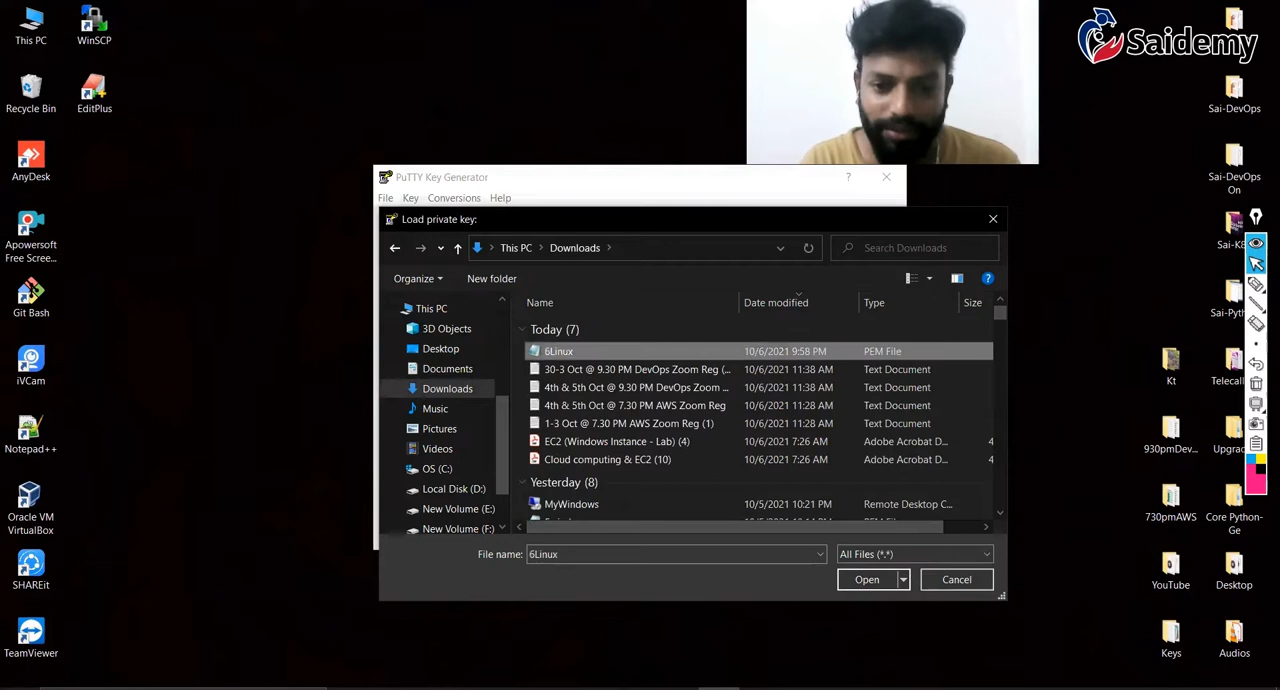 This PC
WinSCP
Recycle Bin
EditPlus
AnyDesk
Apowersoft
Free Screen...
Git Bash
iVCam
Notepad++
Oracle VM
VirtualBox
SHAREit
TeamViewer
Saidemy
PuTTY Key Generator
?
File Key Conversions Help
Load private key:
This PC
Downloads
Search Downloads
Organize
New folder
?
Name
Date modified
Type
Size
This PC
3D Objects
Desktop
Documents
Downloads
Music
Pictures
Videos
OS (C:)
Local Disk (D:)
New Volume (E:)
New Volume (F:)
Today (7)
6Linux 10/6/2021 9:58 PM PEM File
30-3 Oct @ 9.30 PM DevOps Zoom Reg (... 10/6/2021 11:38 AM Text Document
4th & 5th Oct @ 9.30 PM DevOps Zoom ... 10/6/2021 11:38 AM Text Document
4th & 5th Oct @ 7.30 PM AWS Zoom Reg 10/6/2021 11:28 AM Text Document
1-3 Oct @ 7.30 PM AWS Zoom Reg (1) 10/6/2021 11:28 AM Text Document
EC2 (Windows Instance - Lab) (4) 10/6/2021 7:26 AM Adobe Acrobat D... 4
Cloud computing & EC2 (10) 10/6/2021 7:26 AM Adobe Acrobat D... 4
Yesterday (8)
MyWindows 10/5/2021 10:21 PM Remote Desktop C...
File name:
6Linux
All Files (*.*)
Open
Cancel
Sai-DevOps
Sai-DevOps
On
Sai-K8
Sai-Pyth
Kt
Telecall
930pmDev...
Upgrad
730pmAWS
Core Python-
Ge
YouTube
Desktop
Keys
Audios